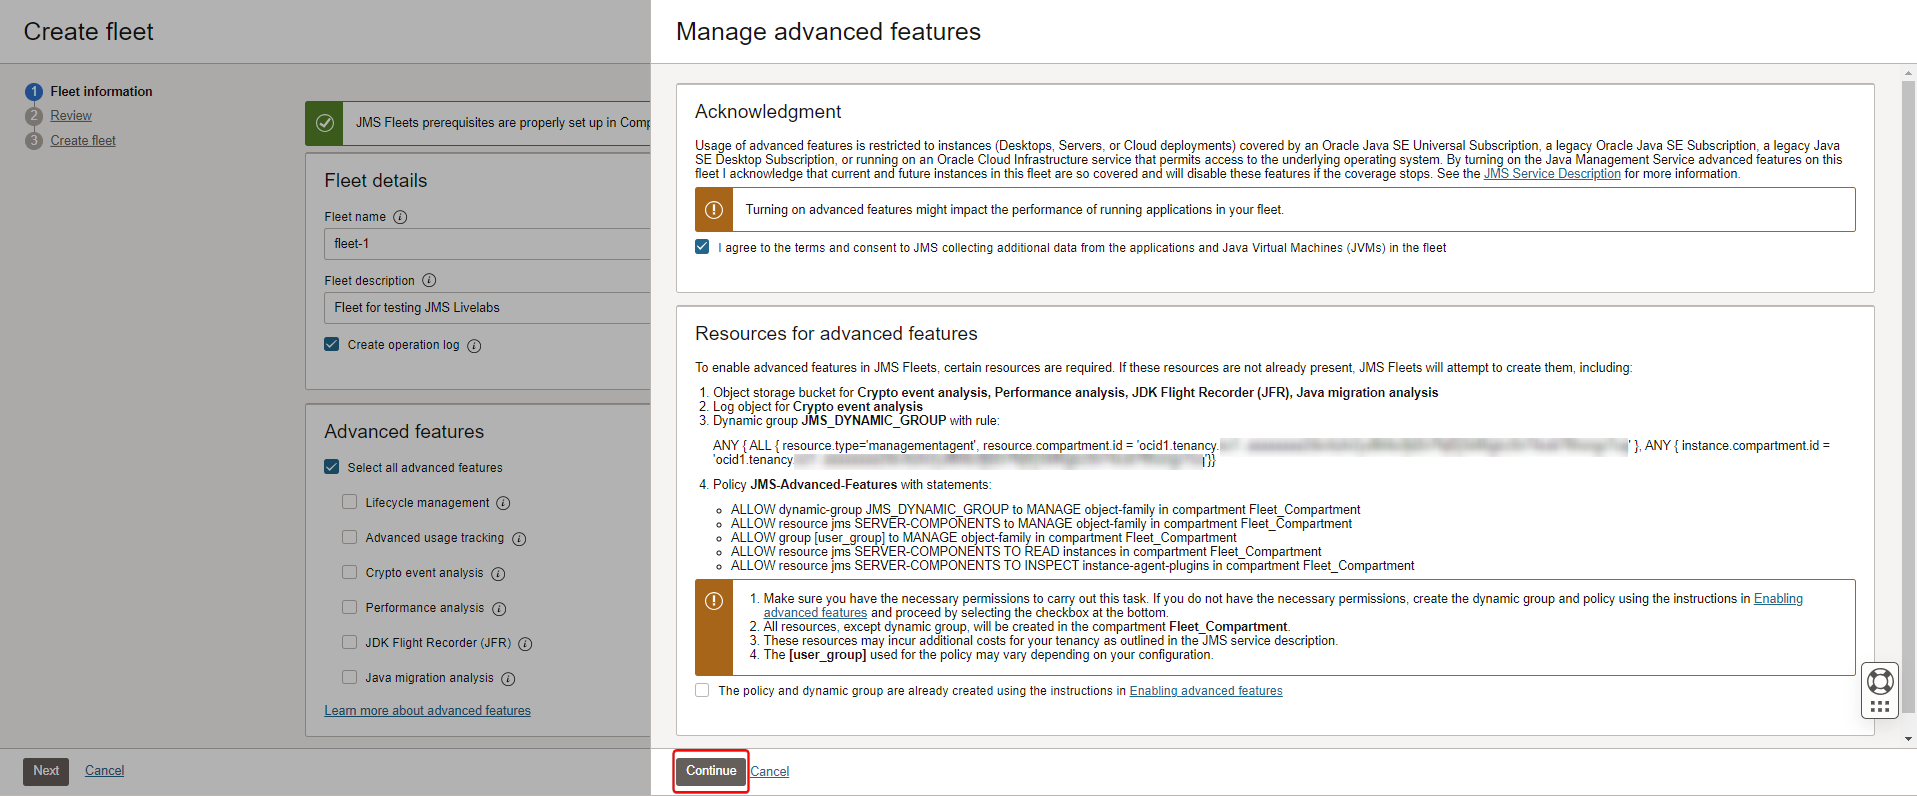 Create fleet
1 Fleet information
2 Review
3 Create fleet
JMS Fleets prerequisites are properly set up in Comp
Fleet details
Fleet name
fleet-1
Fleet description
Fleet for testing JMS Livelabs
Create operation log
Advanced features
Select all advanced features
Lifecycle management
Advanced usage tracking
Crypto event analysis
Performance analysis
JDK Flight Recorder (JFR)
Java migration analysis
Learn more about advanced features
Next Cancel
Manage advanced features
Acknowledgment
Usage of advanced features is restricted to instances (Desktops, Servers, or Cloud deployments) covered by an Oracle Java SE Universal Subscription, a legacy Oracle Java SE Subscription, a legacy Java
SE Desktop Subscription, or running on an Oracle Cloud Infrastructure service that permits access to the underlying operating system. By turning on the Java Management Service advanced features on this
fleet I acknowledge that current and future instances in this fleet are so covered and will disable these features if the coverage stops. See the JMS Service Description for more information.
Turning on advanced features might impact the performance of running applications in your fleet.
I agree to the terms and consent to JMS collecting additional data from the applications and Java Virtual Machines (JVMs) in the fleet
Resources for advanced features
To enable advanced features in JMS Fleets, certain resources are required. If these resources are not already present, JMS Fleets will attempt to create them, including:
1. Object storage bucket for Crypto event analysis, Performance analysis, JDK Flight Recorder (JFR), Java migration analysis
2. Log object for Crypto event analysis
3. Dynamic group JMS_DYNAMIC_GROUP with rule:
ANY { ALL { resource.type='managementagent', resource.compartment.id = 'ocid1.tenancy. ' }, ANY { instance.compartment.id =
'ocid1.tenancy. '}}
4. Policy JMS-Advanced-Features with statements:
ALLOW dynamic-group JMS_DYNAMIC_GROUP to MANAGE object-family in compartment Fleet_Compartment
ALLOW resource jms SERVER-COMPONENTS to MANAGE object-family in compartment Fleet_Compartment
ALLOW group [user_group] to MANAGE object-family in compartment Fleet_Compartment
ALLOW resource jms SERVER-COMPONENTS TO READ instances in compartment Fleet_Compartment
ALLOW resource jms SERVER-COMPONENTS TO INSPECT instance-agent-plugins in compartment Fleet_Compartment
1. Make sure you have the necessary permissions to carry out this task. If you do not have the necessary permissions, create the dynamic group and policy using the instructions in Enabling
advanced features and proceed by selecting the checkbox at the bottom.
2. All resources, except dynamic group, will be created in the compartment Fleet_Compartment.
3. These resources may incur additional costs for your tenancy as outlined in the JMS service description.
4. The [user_group] used for the policy may vary depending on your configuration.
The policy and dynamic group are already created using the instructions in Enabling advanced features
Continue Cancel